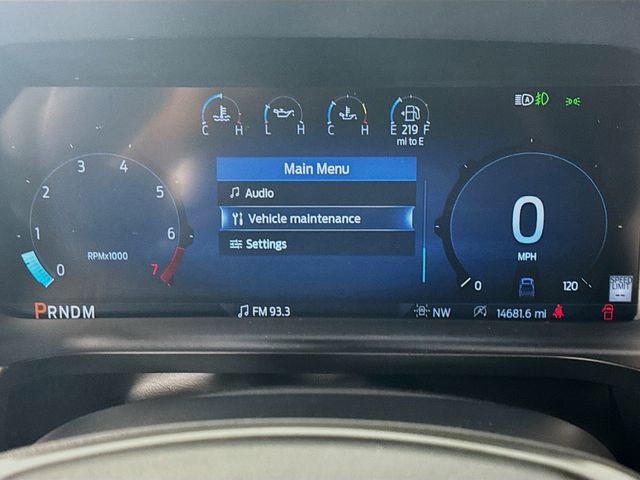 C H
L H
C H
E 219 F
mi to E
Main Menu
Audio
Vehicle maintenance
Settings
0 1 2 3 4 5 6 7
RPMx1000
0
MPH
0 120
SPEED
LIMIT
--
PRNDM
FM 93.3
NW
14681.6 mi
A